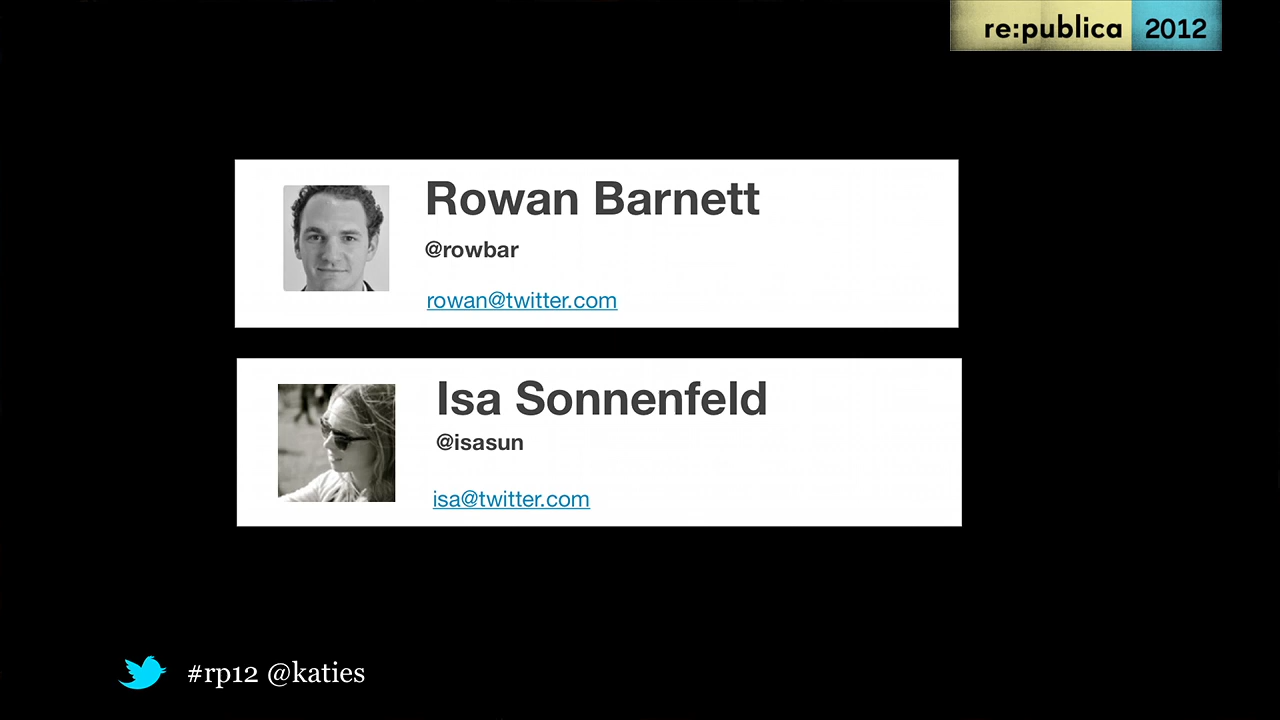 re:publica 2012
Rowan Barnett
@rowbar
rowan@twitter.com
Isa Sonnenfeld
@isasun
isa@twitter.com
#rp12 @katies